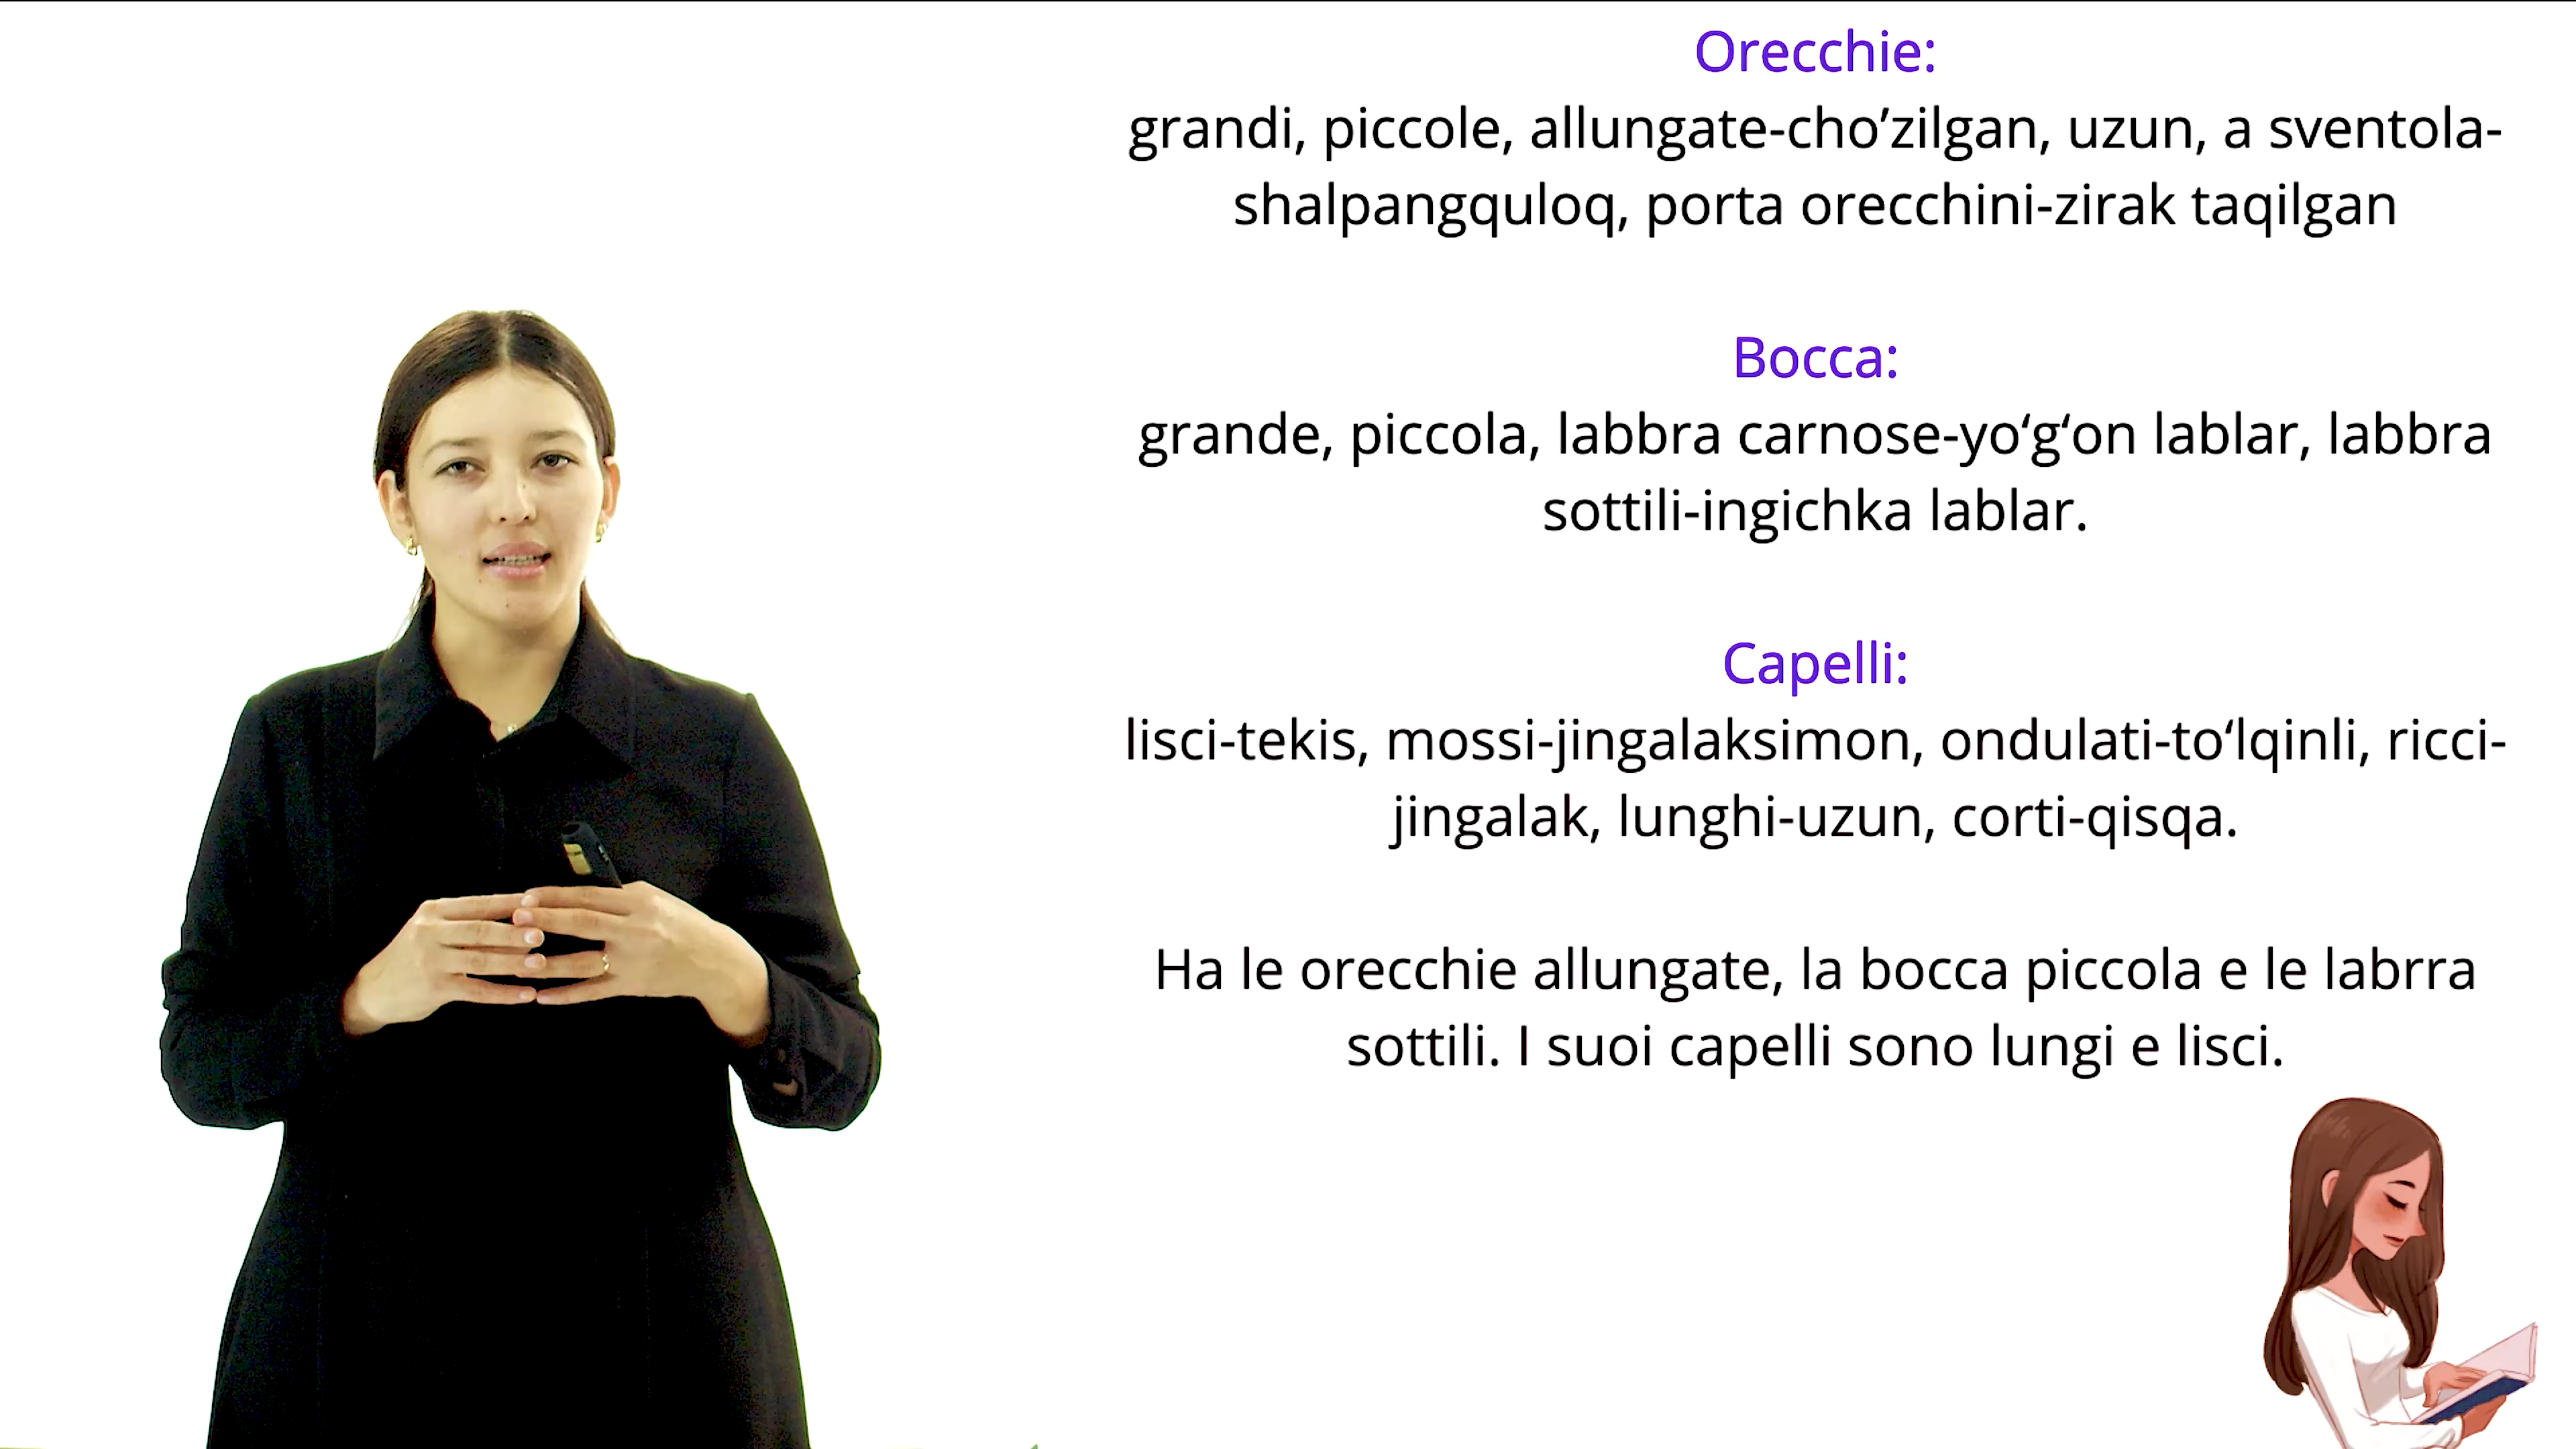 Orecchie:
grandi, piccole, allungate-cho’zilgan, uzun, a sventola-
shalpangquloq, porta orecchini-zirak taqilgan
Bocca:
grande, piccola, labbra carnose-yo‘g‘on lablar, labbra
sottili-ingichka lablar.
Capelli:
lisci-tekis, mossi-jingalaksimon, ondulati-to‘lqinli, ricci-
jingalak, lunghi-uzun, corti-qisqa.
Ha le orecchie allungate, la bocca piccola e le labrra
sottili. I suoi capelli sono lungi e lisci.